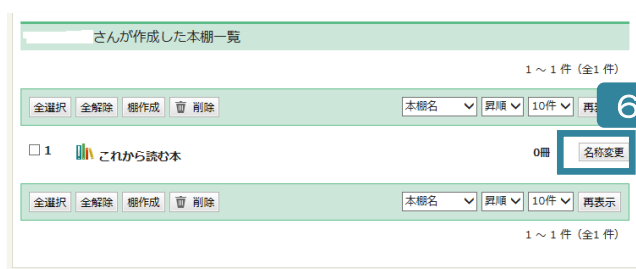 さんが作成した本棚一覧
1 ～ 1 件（全1 件）
全選択 全解除 棚作成 削除 本棚名 昇順 10件 再
6
1 これから読む本 0冊 名称変更
全選択 全解除 棚作成 削除 本棚名 昇順 10件 再表示
1 ～ 1 件（全1 件）